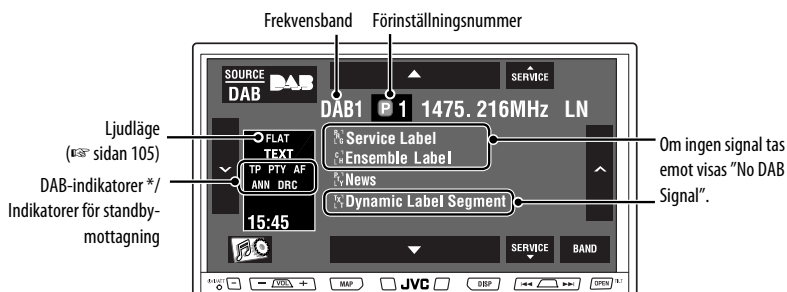 Frekvensband Förinställningsnummer
SOURCE
DAB
DAB
SERVICE
DAB1 P 1 1475.216MHz LN
Ljudläge
(☞ sidan 105)
FLAT
TEXT
TP PTY AF
ANN DRC
15:45
DAB-indikatorer */
Indikatorer för standby-
mottagning
Service Label
Ensemble Label
News
Dynamic Label Segment
Om ingen signal tas
emot visas ”No DAB
Signal”.
SERVICE BAND
− VOL + MAP JVC DISP OPEN